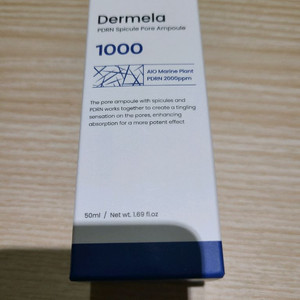 Dermela
PDRN Spicule Pore Ampoule
1000
AIO Marine Plant
PDRN 2000ppm
The pore ampoule with spicules and
PDRN works together to create a tingling
sensation on the pores, enhancing
absorption for a more potent effect
50ml / Net wt. 1.69 fl.oz